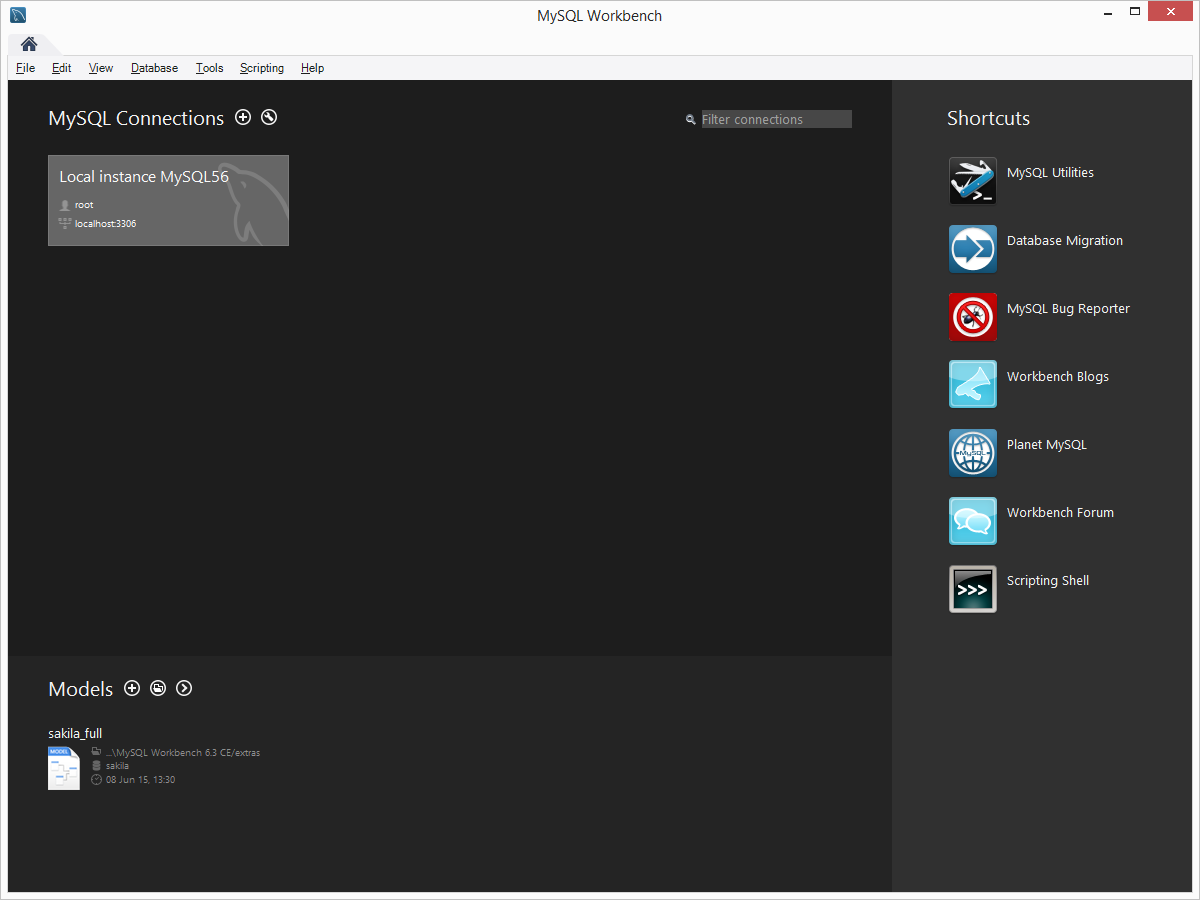 MySQL Workbench
File Edit View Database Tools Scripting Help
MySQL Connections
Filter connections
Local instance MySQL56
root
localhost:3306
Shortcuts
MySQL Utilities
Database Migration
MySQL Bug Reporter
Workbench Blogs
MySQL
Planet MySQL
Workbench Forum
>>>
Scripting Shell
Models
sakila_full
MODEL
...\MySQL Workbench 6.3 CE/extras
sakila
08 Jun 15, 13:30